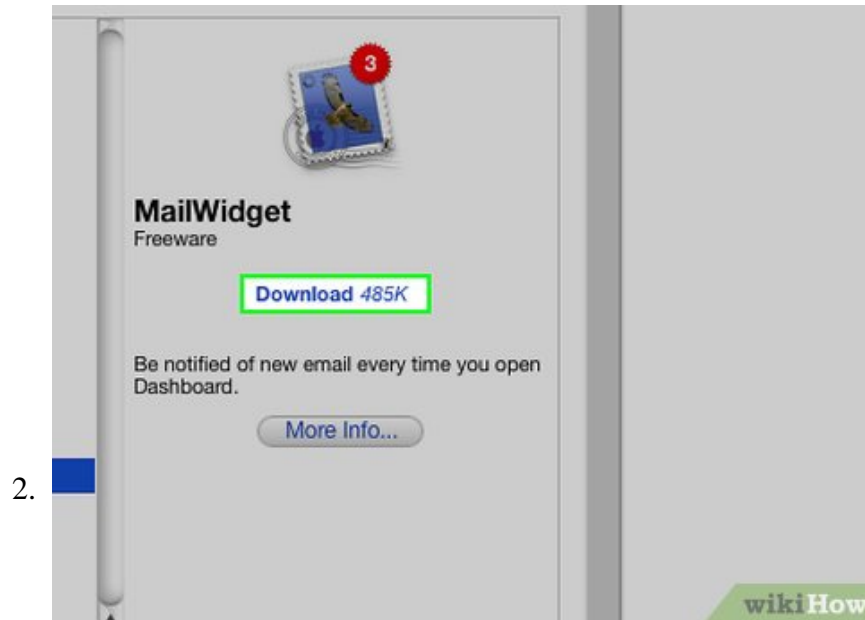 3
MailWidget
Freeware
Download 485K
Be notified of new email every time you open
Dashboard.
More Info...
2.
wikiHow